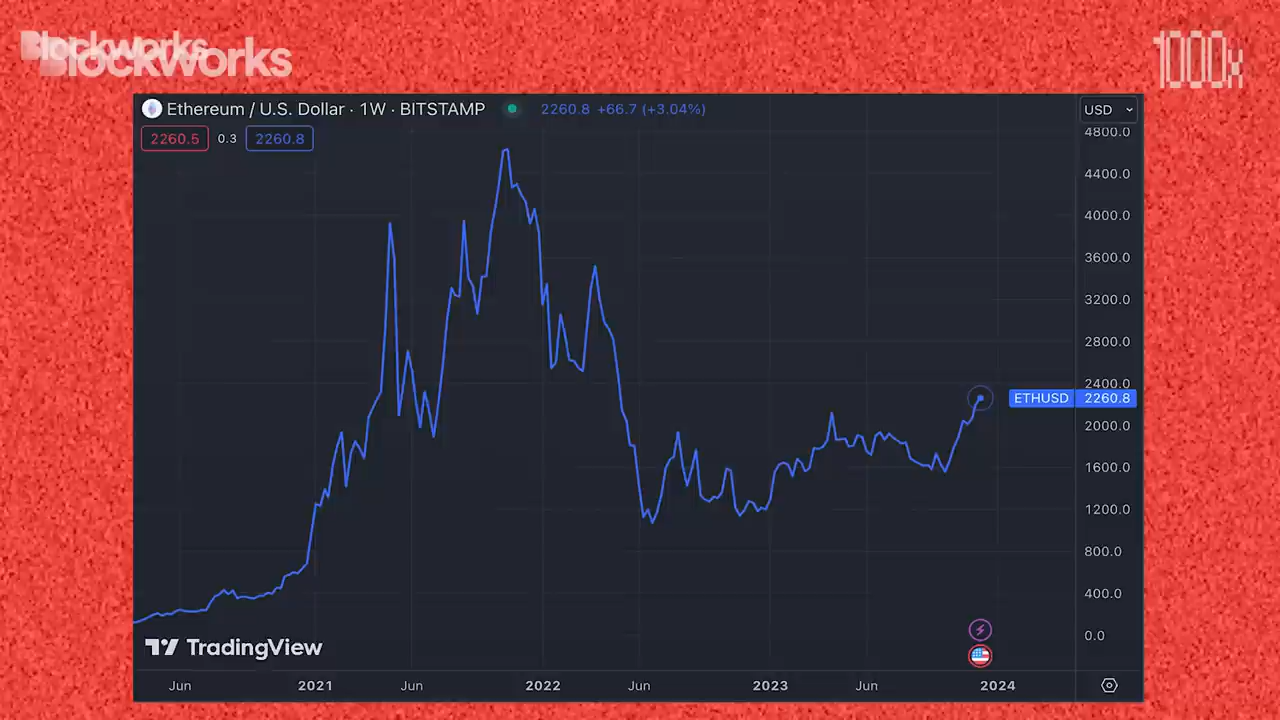 Blockworks
Blockworks
1000x
Ethereum / U.S. Dollar · 1W · BITSTAMP
2260.8 +66.7 (+3.04%)
USD
2260.5
0.3
2260.8
4800.0
4400.0
4000.0
3600.0
3200.0
2800.0
2400.0
ETHUSD 2260.8
2000.0
1600.0
1200.0
800.0
400.0
0.0
TradingView
Jun 2021 Jun 2022 Jun 2023 Jun 2024